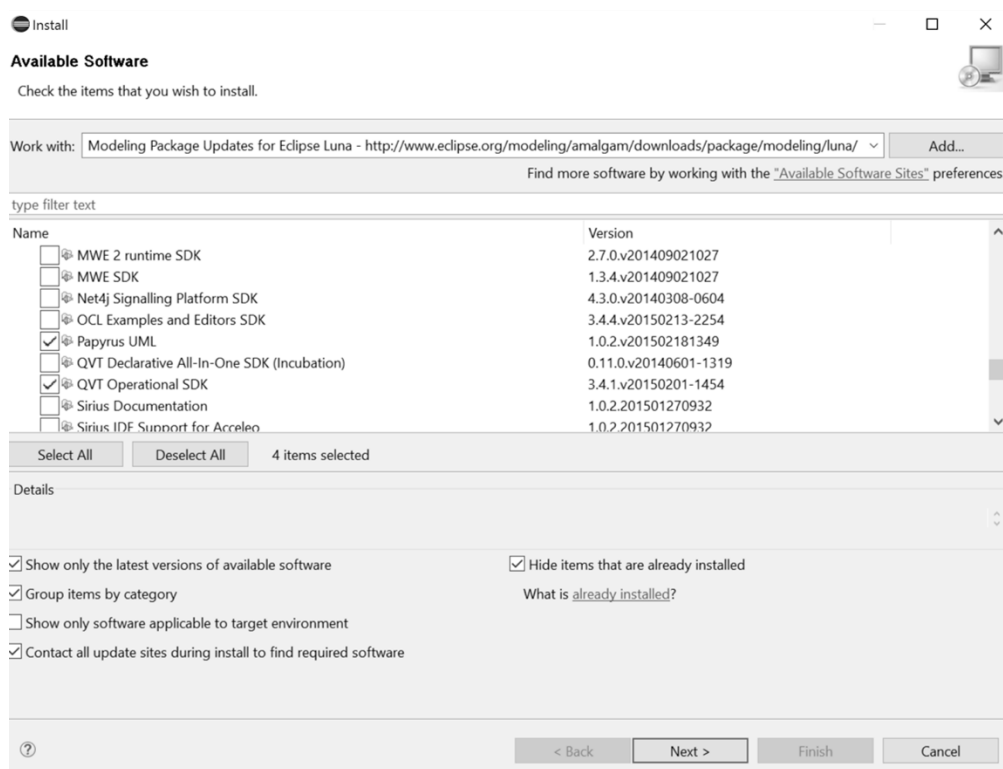 Install
Available Software
Check the items that you wish to install.
Work with: Modeling Package Updates for Eclipse Luna - http://www.eclipse.org/modeling/amalgam/downloads/package/modeling/luna/ Add...
Find more software by working with the "Available Software Sites" preferences
type filter text
Name Version
MWE 2 runtime SDK 2.7.0.v201409021027
MWE SDK 1.3.4.v201409021027
Net4j Signalling Platform SDK 4.3.0.v20140308-0604
OCL Examples and Editors SDK 3.4.4.v20150213-2254
Papyrus UML 1.0.2.v201502181349
QVT Declarative All-In-One SDK (Incubation) 0.11.0.v20140601-1319
QVT Operational SDK 3.4.1.v20150201-1454
Sirius Documentation 1.0.2.201501270932
Sirius IDE Support for Acceleo 1.0.2.201501270932
Select All Deselect All 4 items selected
Details
Show only the latest versions of available software Hide items that are already installed
Group items by category What is already installed?
Show only software applicable to target environment
Contact all update sites during install to find required software
? < Back Next > Finish Cancel